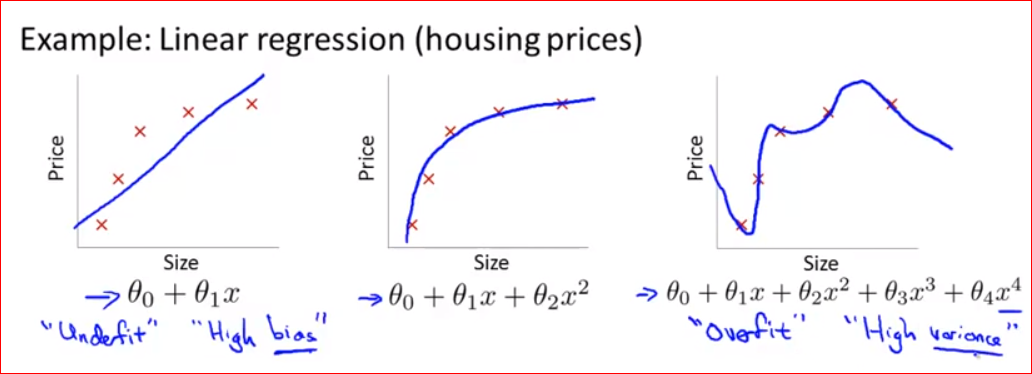 Example: Linear regression (housing prices)
Price
Size
Price
Size
Price
Size
→ θ₀ + θ₁x
→ θ₀ + θ₁x + θ₂x²
→ θ₀ + θ₁x + θ₂x² + θ₃x³ + θ₄x⁴
"Underfit" "High bias"
"Overfit" "High variance"